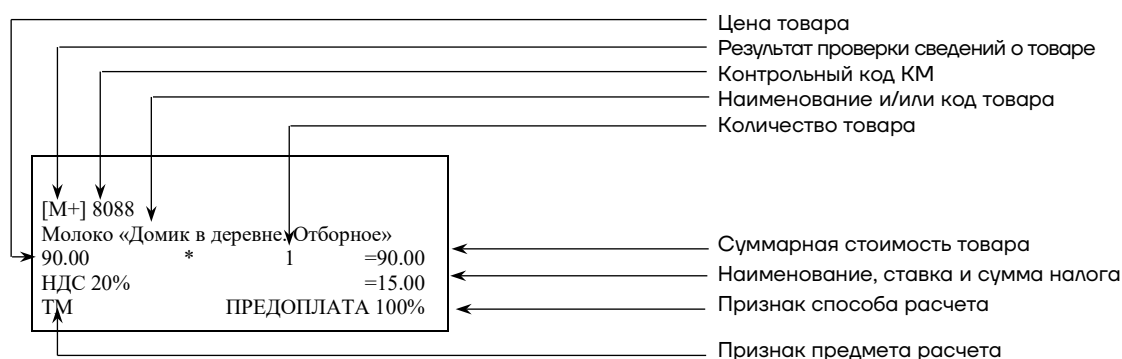 Цена товара
Результат проверки сведений о товаре
Контрольный код КМ
Наименование и/или код товара
Количество товара
[М+] 8088
Молоко «Домик в деревне. Отборное»
90.00 * 1 =90.00
Суммарная стоимость товара
НДС 20% =15.00
Наименование, ставка и сумма налога
ТМ ПРЕДОПЛАТА 100%
Признак способа расчета
Признак предмета расчета